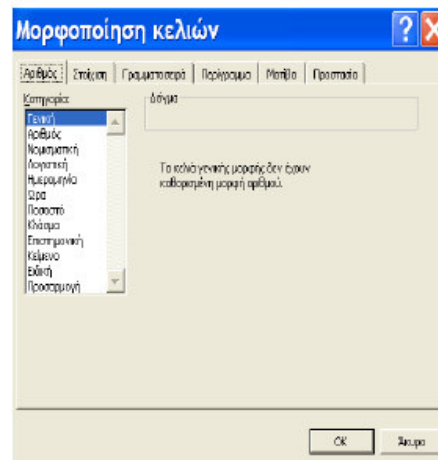 Μορφοποίηση κελιών
Αριθμός Στοίχιση Γραμματοσειρά Περίγραμμα Μοτίβο Προστασία
Κατηγορία:
Δείγμα
Γενική
Αριθμός
Νομισματική
Λογιστική
Ημερομηνία
Ώρα
Ποσοστό
Κλάσμα
Επιστημονική
Κείμενο
Ειδική
Προσαρμογή
Τα κελιά γενικής μορφής δεν έχουν
καθορισμένη μορφή αριθμού.
OK Άκυρο